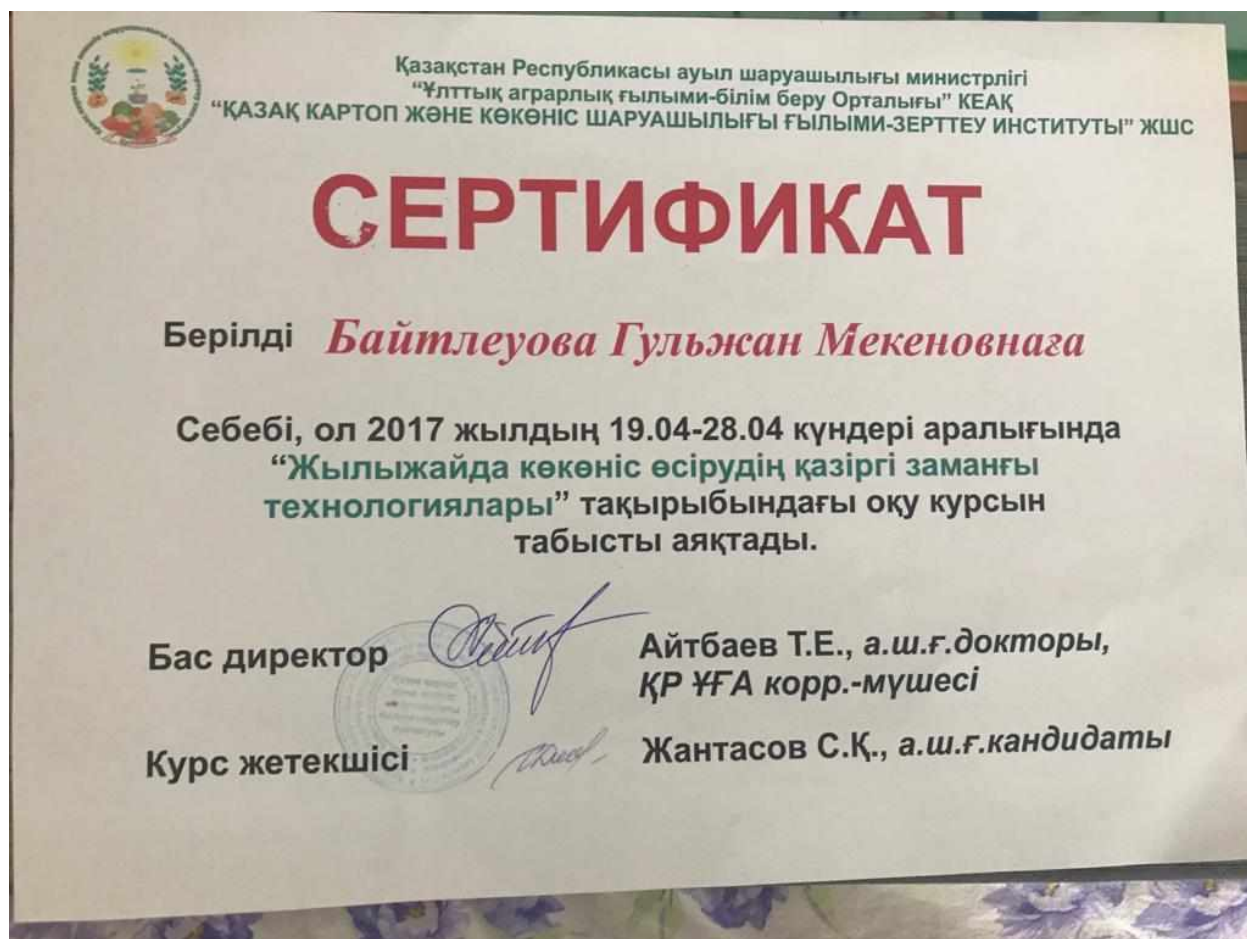 Қазақстан Республикасы ауыл шаруашылығы министрлігі
“Ұлттық аграрлық ғылыми-білім беру Орталығы” КЕАҚ
“ҚАЗАҚ КАРТОП ЖӘНЕ КӨКӨНІС ШАРУАШЫЛЫҒЫ ҒЫЛЫМИ-ЗЕРТТЕУ ИНСТИТУТЫ” ЖШС
СЕРТИФИКАТ
Берілді Байтлеуова Гульжан Мекеновнаға
Себебі, ол 2017 жылдың 19.04-28.04 күндері аралығында
“Жылыжайда көкөніс өсірудің қазіргі заманғы
технологиялары” тақырыбындағы оқу курсын
табысты аяқтады.
Бас директор Айтбаев Т.Е., а.ш.ғ.докторы,
ҚР ҰҒА корр.-мүшесі
Курс жетекшісі Жантасов С.Қ., а.ш.ғ.кандидаты